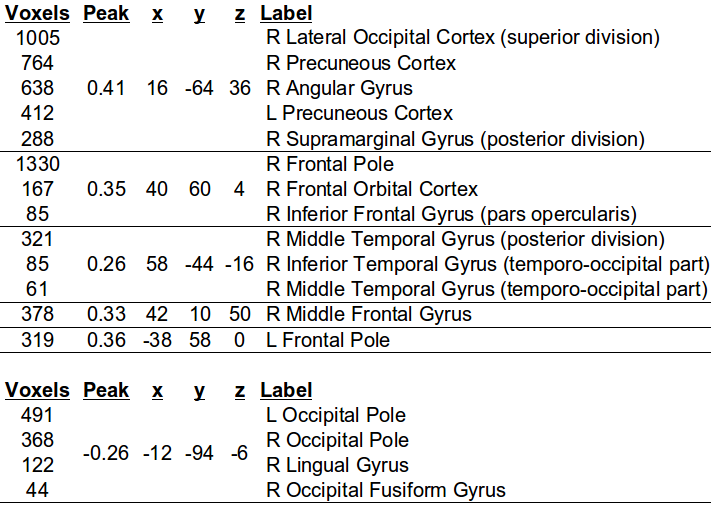 Voxels Peak x y z Label
1005 R Lateral Occipital Cortex (superior division)
764 R Precuneous Cortex
638 0.41 16 -64 36 R Angular Gyrus
412 L Precuneous Cortex
288 R Supramarginal Gyrus (posterior division)
1330 R Frontal Pole
167 0.35 40 60 4 R Frontal Orbital Cortex
85 R Inferior Frontal Gyrus (pars opercularis)
321 R Middle Temporal Gyrus (posterior division)
85 0.26 58 -44 -16 R Inferior Temporal Gyrus (temporo-occipital part)
61 R Middle Temporal Gyrus (temporo-occipital part)
378 0.33 42 10 50 R Middle Frontal Gyrus
319 0.36 -38 58 0 L Frontal Pole
Voxels Peak x y z Label
491 L Occipital Pole
368 R Occipital Pole
-0.26 -12 -94 -6
122 R Lingual Gyrus
44 R Occipital Fusiform Gyrus